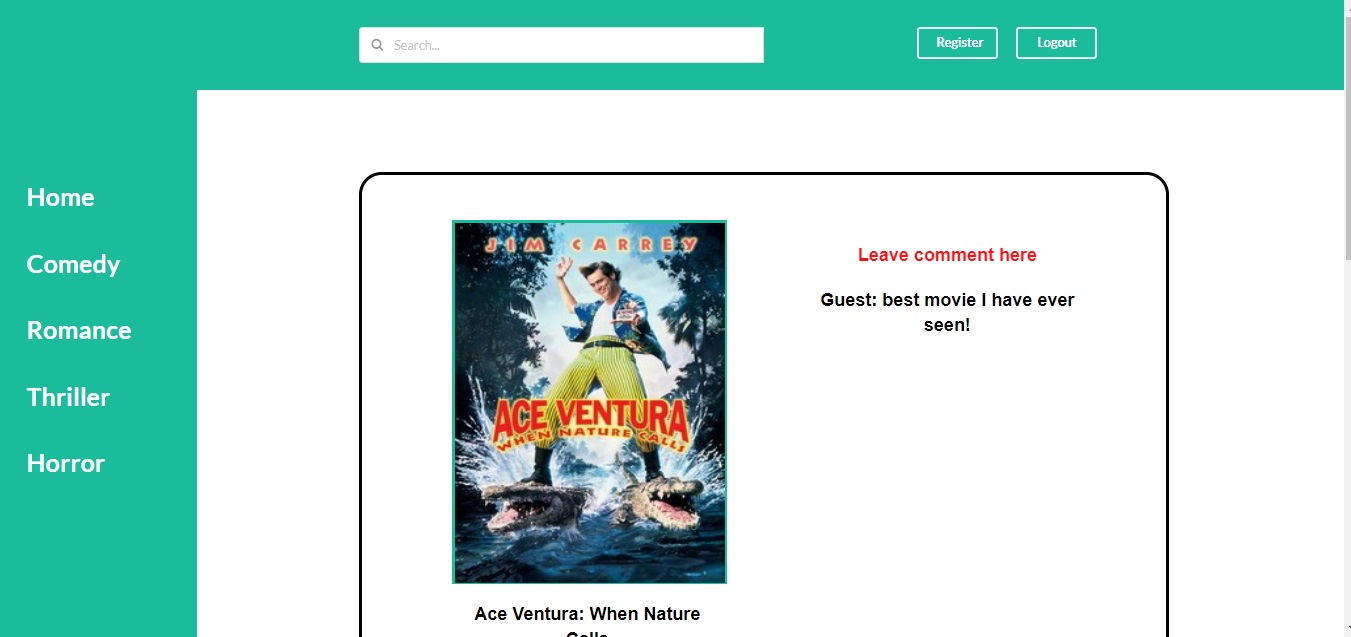 Search...
Register
Logout
Home
Comedy
Romance
Thriller
Horror
JIM CARREY
ACE VENTURA
WHEN NATURE CALLS
Ace Ventura: When Nature
Calls
Leave comment here
Guest: best movie I have ever
seen!